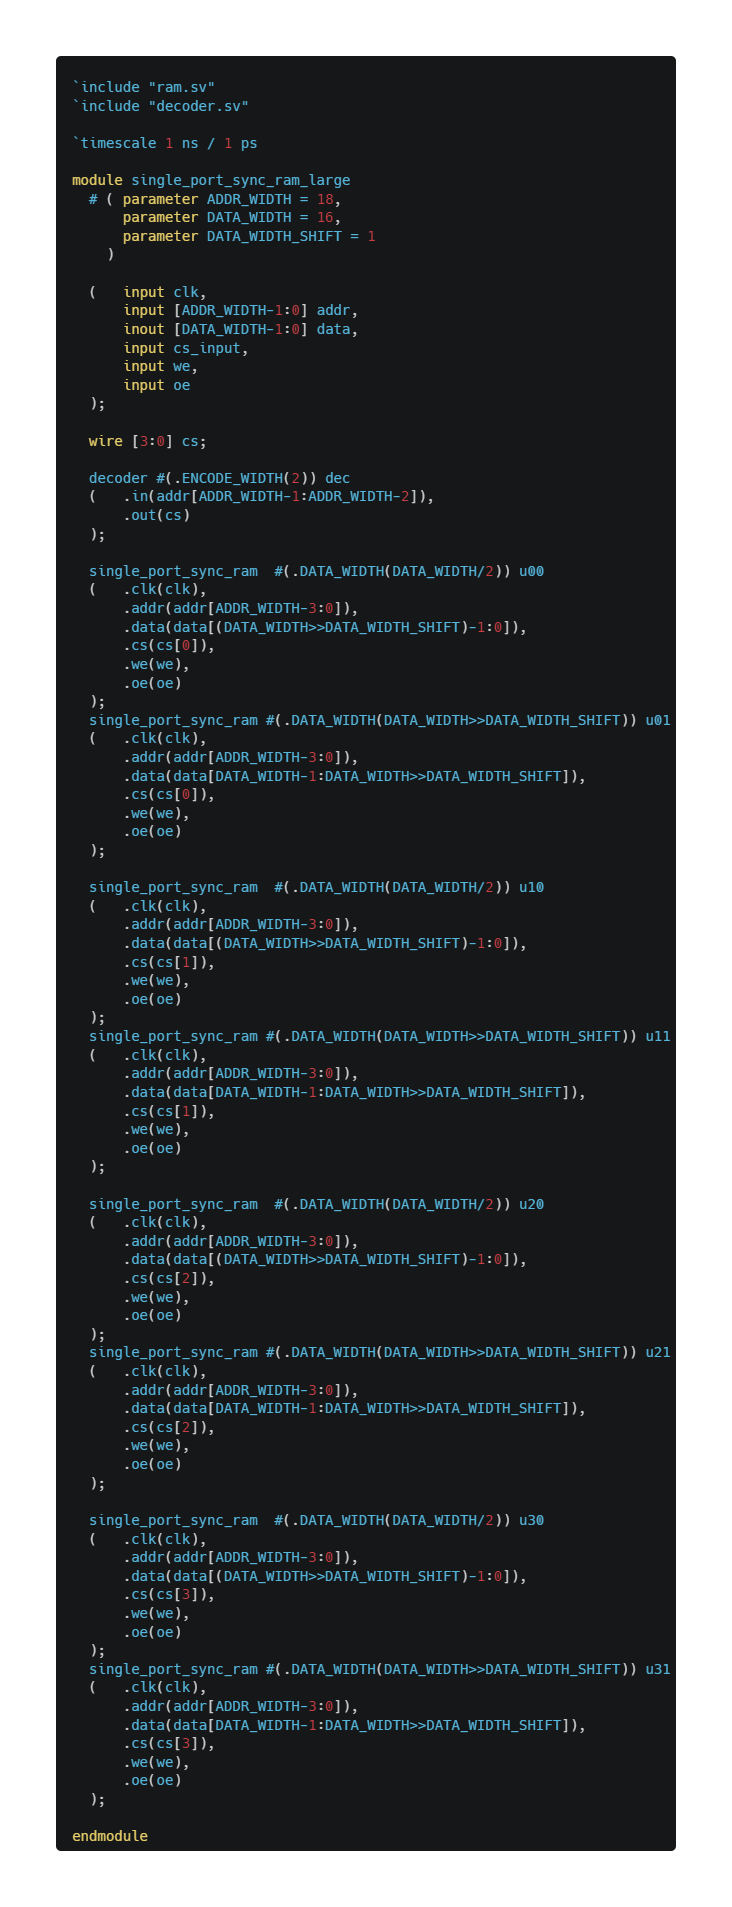 `include "ram.sv"
`include "decoder.sv"

`timescale 1 ns / 1 ps

module single_port_sync_ram_large
  # ( parameter ADDR_WIDTH = 18,
      parameter DATA_WIDTH = 16,
      parameter DATA_WIDTH_SHIFT = 1
    )

  (   input clk,
      input [ADDR_WIDTH-1:0] addr,
      inout [DATA_WIDTH-1:0] data,
      input cs_input,
      input we,
      input oe
  );

  wire [3:0] cs;

  decoder #(.ENCODE_WIDTH(2)) dec
  (   .in(addr[ADDR_WIDTH-1:ADDR_WIDTH-2]),
      .out(cs)
  );

  single_port_sync_ram  #(.DATA_WIDTH(DATA_WIDTH/2)) u00
  (   .clk(clk),
      .addr(addr[ADDR_WIDTH-3:0]),
      .data(data[(DATA_WIDTH>>DATA_WIDTH_SHIFT)-1:0]),
      .cs(cs[0]),
      .we(we),
      .oe(oe)
  );
  single_port_sync_ram #(.DATA_WIDTH(DATA_WIDTH>>DATA_WIDTH_SHIFT)) u01
  (   .clk(clk),
      .addr(addr[ADDR_WIDTH-3:0]),
      .data(data[DATA_WIDTH-1:DATA_WIDTH>>DATA_WIDTH_SHIFT]),
      .cs(cs[0]),
      .we(we),
      .oe(oe)
  );

  single_port_sync_ram  #(.DATA_WIDTH(DATA_WIDTH/2)) u10
  (   .clk(clk),
      .addr(addr[ADDR_WIDTH-3:0]),
      .data(data[(DATA_WIDTH>>DATA_WIDTH_SHIFT)-1:0]),
      .cs(cs[1]),
      .we(we),
      .oe(oe)
  );
  single_port_sync_ram #(.DATA_WIDTH(DATA_WIDTH>>DATA_WIDTH_SHIFT)) u11
  (   .clk(clk),
      .addr(addr[ADDR_WIDTH-3:0]),
      .data(data[DATA_WIDTH-1:DATA_WIDTH>>DATA_WIDTH_SHIFT]),
      .cs(cs[1]),
      .we(we),
      .oe(oe)
  );

  single_port_sync_ram  #(.DATA_WIDTH(DATA_WIDTH/2)) u20
  (   .clk(clk),
      .addr(addr[ADDR_WIDTH-3:0]),
      .data(data[(DATA_WIDTH>>DATA_WIDTH_SHIFT)-1:0]),
      .cs(cs[2]),
      .we(we),
      .oe(oe)
  );
  single_port_sync_ram #(.DATA_WIDTH(DATA_WIDTH>>DATA_WIDTH_SHIFT)) u21
  (   .clk(clk),
      .addr(addr[ADDR_WIDTH-3:0]),
      .data(data[DATA_WIDTH-1:DATA_WIDTH>>DATA_WIDTH_SHIFT]),
      .cs(cs[2]),
      .we(we),
      .oe(oe)
  );

  single_port_sync_ram  #(.DATA_WIDTH(DATA_WIDTH/2)) u30
  (   .clk(clk),
      .addr(addr[ADDR_WIDTH-3:0]),
      .data(data[(DATA_WIDTH>>DATA_WIDTH_SHIFT)-1:0]),
      .cs(cs[3]),
      .we(we),
      .oe(oe)
  );
  single_port_sync_ram #(.DATA_WIDTH(DATA_WIDTH>>DATA_WIDTH_SHIFT)) u31
  (   .clk(clk),
      .addr(addr[ADDR_WIDTH-3:0]),
      .data(data[DATA_WIDTH-1:DATA_WIDTH>>DATA_WIDTH_SHIFT]),
      .cs(cs[3]),
      .we(we),
      .oe(oe)
  );

endmodule